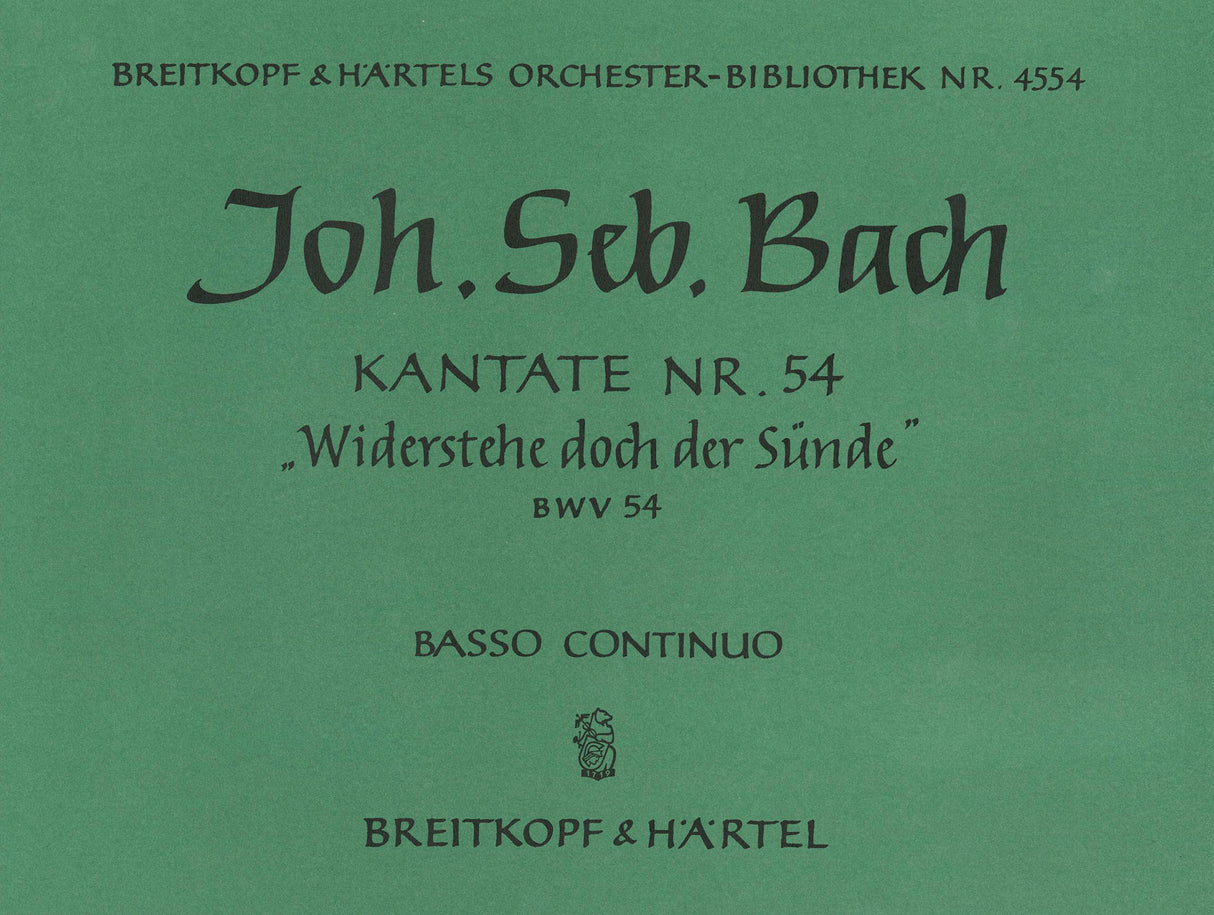 BREITKOPF & HÄRTELS ORCHESTER-BIBLIOTHEK NR. 4554
Joh. Seb. Bach
KANTATE NR. 54
„Widerstehe doch der Sünde”
BWV 54
BASSO CONTINUO
1719
BREITKOPF & HÄRTEL